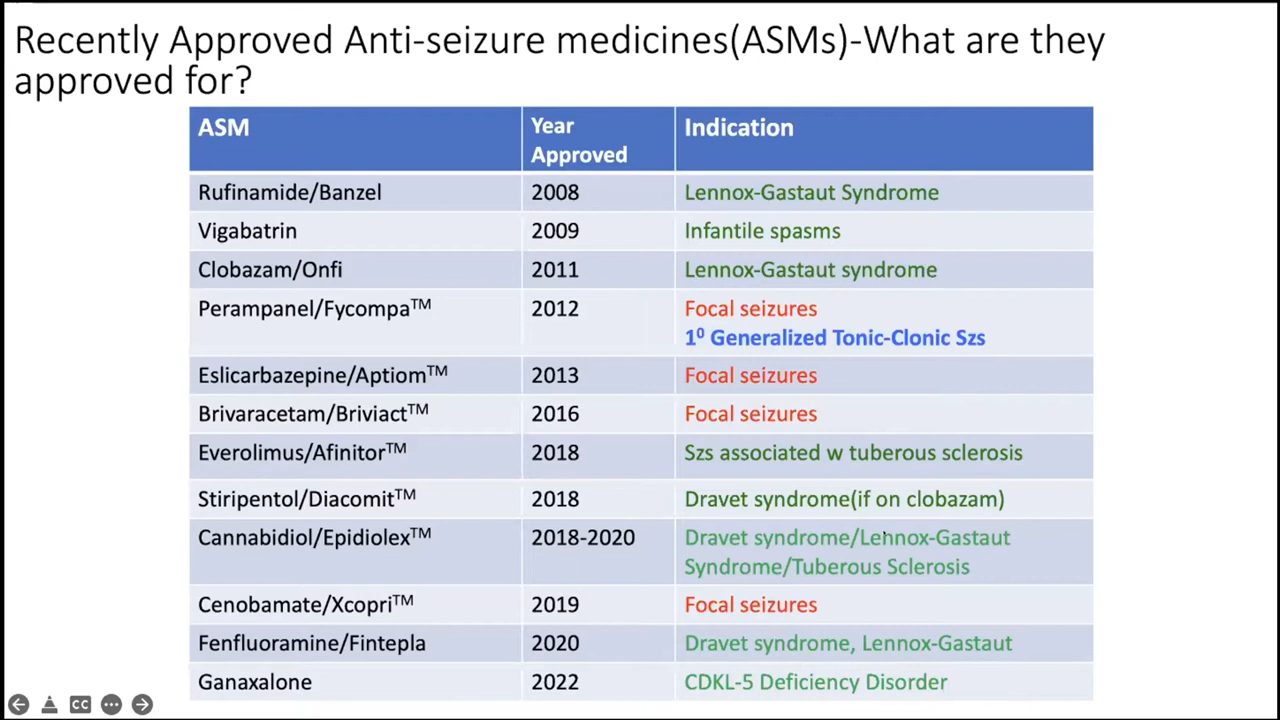 Recently Approved Anti-seizure medicines(ASMs)-What are they
approved for?
ASM Year Approved Indication
Rufinamide/Banzel 2008 Lennox-Gastaut Syndrome
Vigabatrin 2009 Infantile spasms
Clobazam/Onfi 2011 Lennox-Gastaut syndrome
Perampanel/Fycompa™ 2012 Focal seizures
1⁰ Generalized Tonic-Clonic Szs
Eslicarbazepine/Aptiom™ 2013 Focal seizures
Brivaracetam/Briviact™ 2016 Focal seizures
Everolimus/Afinitor™ 2018 Szs associated w tuberous sclerosis
Stiripentol/Diacomit™ 2018 Dravet syndrome(if on clobazam)
Cannabidiol/Epidiolex™ 2018-2020 Dravet syndrome/Lennox-Gastaut
Syndrome/Tuberous Sclerosis
Cenobamate/Xcopri™ 2019 Focal seizures
Fenfluoramine/Fintepla 2020 Dravet syndrome, Lennox-Gastaut
Ganaxalone 2022 CDKL-5 Deficiency Disorder
CC